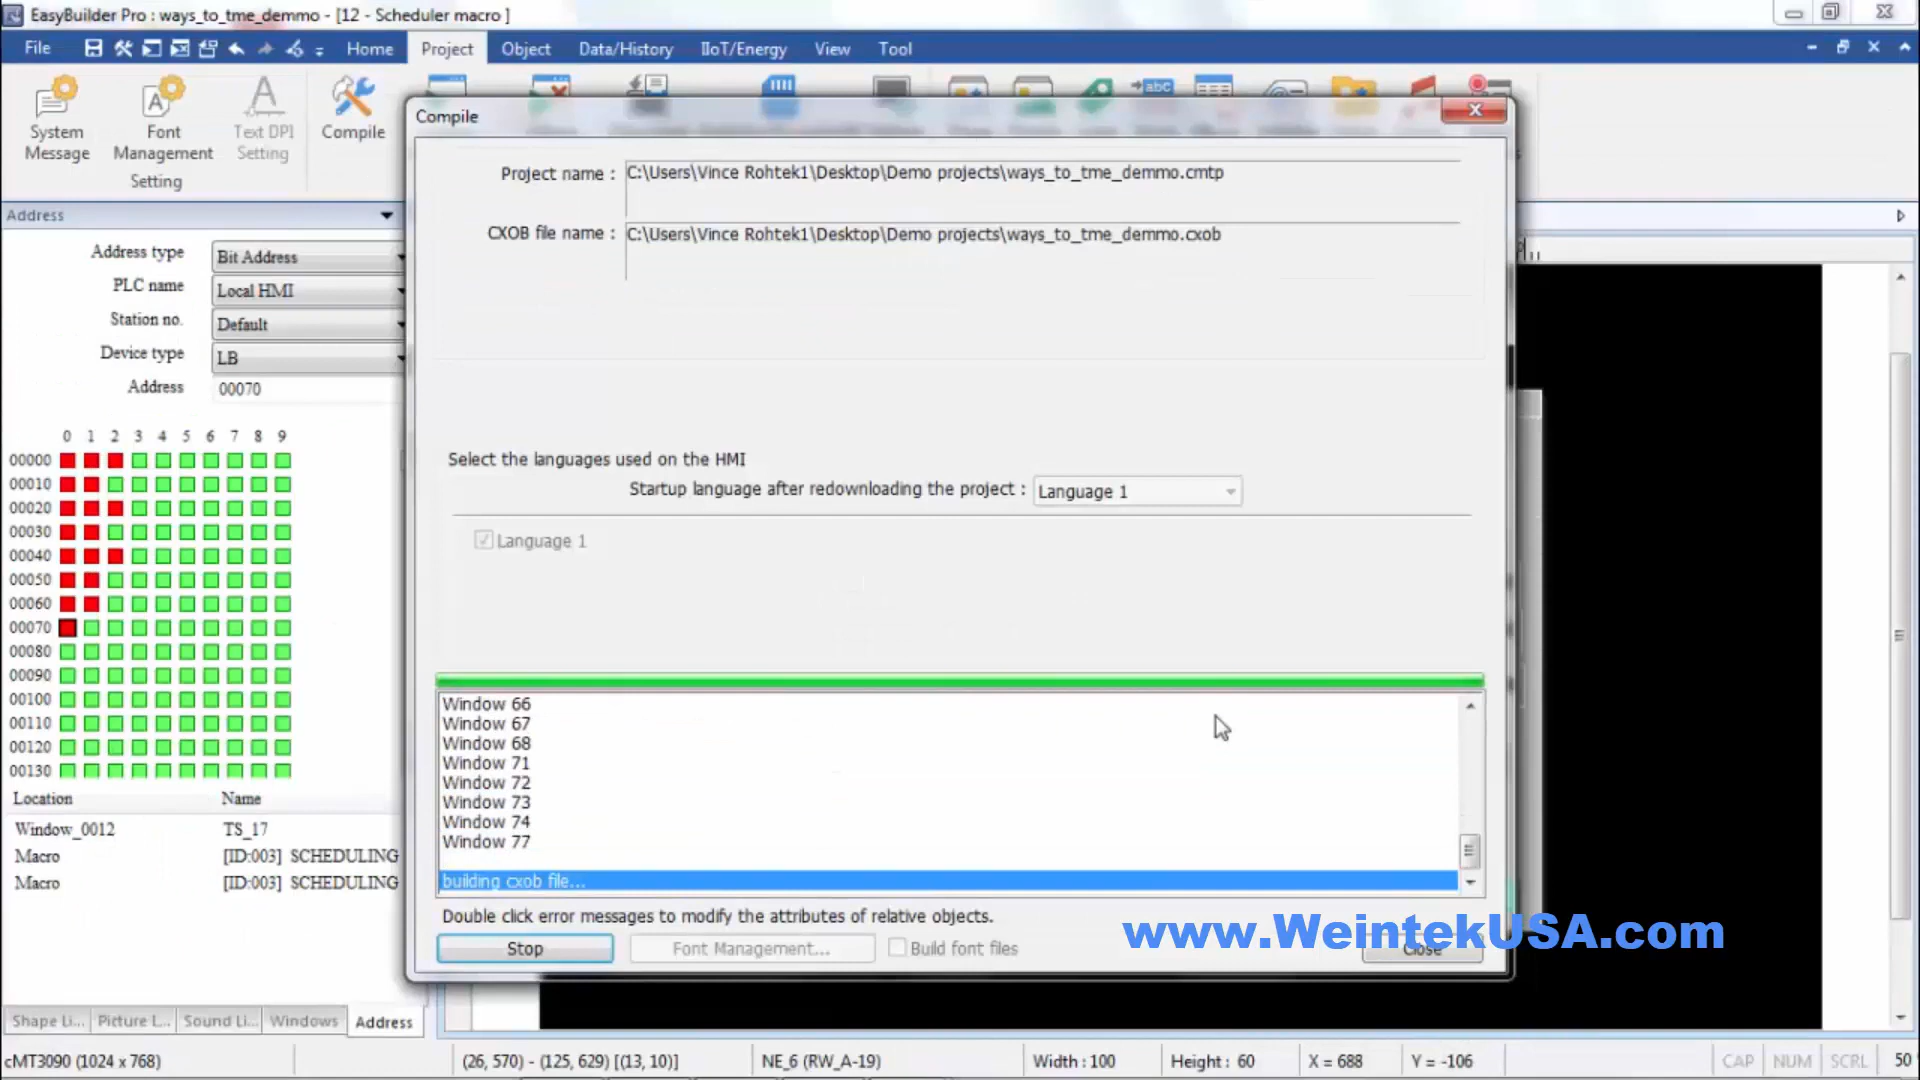 EasyBuilder Pro : ways_to_tme_demmo - [12 - Scheduler macro ]
File Home Project Object Data/History IIoT/Energy View Tool
System Message
Font Management
Text DPI Setting
Compile
Setting
Address
Address type Bit Address
PLC name Local HMI
Station no. Default
Device type LB
Address 00070
0 1 2 3 4 5 6 7 8 9
00000
00010
00020
00030
00040
00050
00060
00070
00080
00090
00100
00110
00120
00130
Location Name
Window_0012 TS_17
Macro [ID:003] SCHEDULING
Macro [ID:003] SCHEDULING
Shape Li... Picture L... Sound Li... Windows Address
Compile
Project name : C:\Users\Vince Rohtek1\Desktop\Demo projects\ways_to_tme_demmo.cmtp
CXOB file name : C:\Users\Vince Rohtek1\Desktop\Demo projects\ways_to_tme_demmo.cxob
Select the languages used on the HMI
Startup language after redownloading the project : Language 1
Language 1
Window 66
Window 67
Window 68
Window 71
Window 72
Window 73
Window 74
Window 77
building cxob file...
Double click error messages to modify the attributes of relative objects.
www.WeintekUSA.com
Stop Font Management... Build font files Close
cMT3090 (1024 x 768) (26, 570) - (125, 629) [(13, 10)] NE_6 (RW_A-19) Width : 100 Height : 60 X = 688 Y = -106 CAP NUM SCRL 50